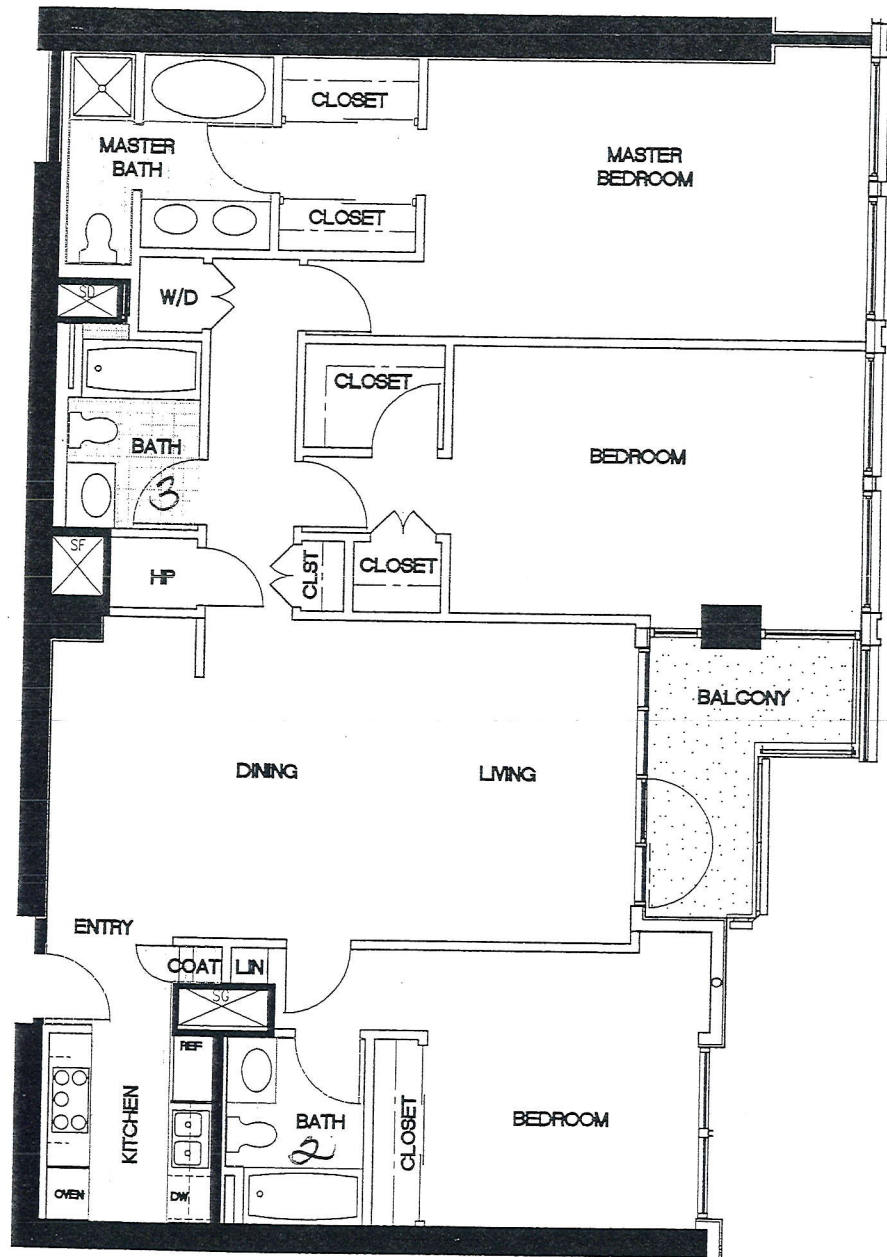 CLOSET
MASTER
BATH
MASTER
BEDROOM
CLOSET
SD
W/D
CLOSET
BATH
3
BEDROOM
SF
HP
CLST
CLOSET
BALCONY
DINING
LIVING
ENTRY
COAT
LIN
SG
REF
KITCHEN
BATH
2
CLOSET
BEDROOM
OVEN
DW